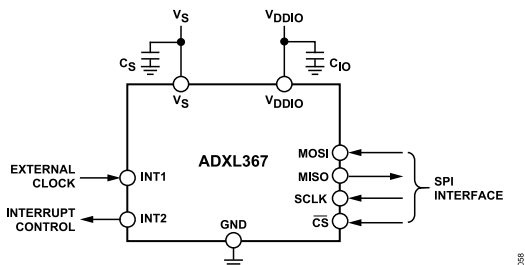 VS
VDDIO
CS
CIO
VS
VDDIO
ADXL367
EXTERNAL
CLOCK
INT1
INTERRUPT
CONTROL
INT2
GND
MOSI
MISO
SCLK
CS
SPI
INTERFACE
058